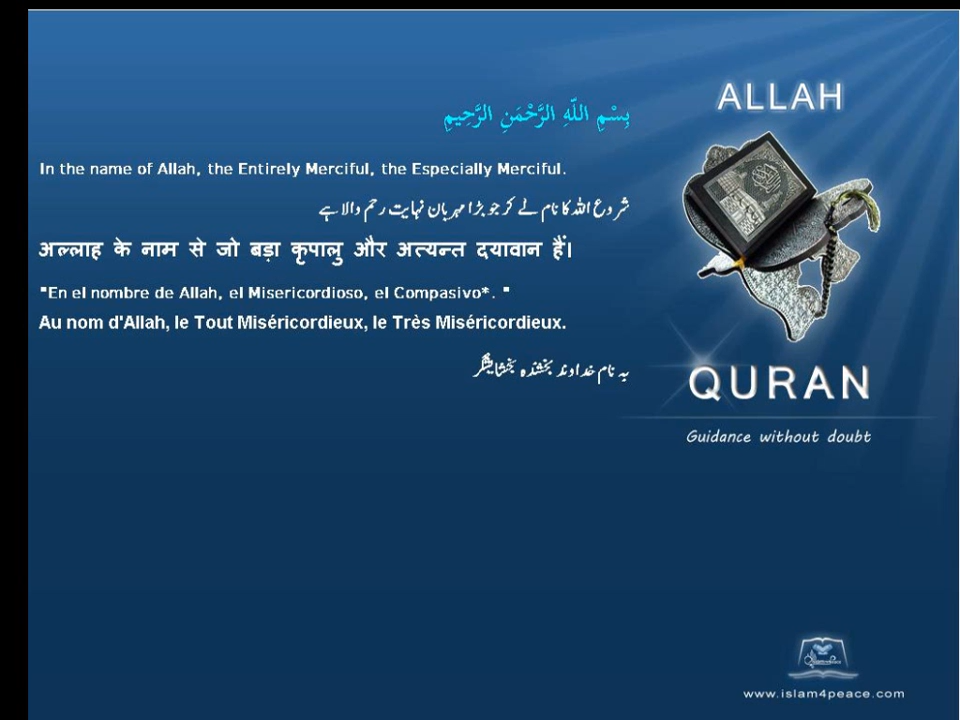 بِسْمِ اللَّهِ الرَّحْمَنِ الرَّحِيمِ
In the name of Allah, the Entirely Merciful, the Especially Merciful.
شروع اللہ کا نام لے کر جو بڑا مہربان نہایت رحم والا ہے
अल्लाह के नाम से जो बड़ा कृपालु और अत्यन्त दयावान हैं।
"En el nombre de Allah, el Misericordioso, el Compasivo*. "
Au nom d'Allah, le Tout Miséricordieux, le Très Miséricordieux.
به نام خداوند بخشنده بخشایشگر
ALLAH
QURAN
Guidance without doubt
www.islam4peace.com